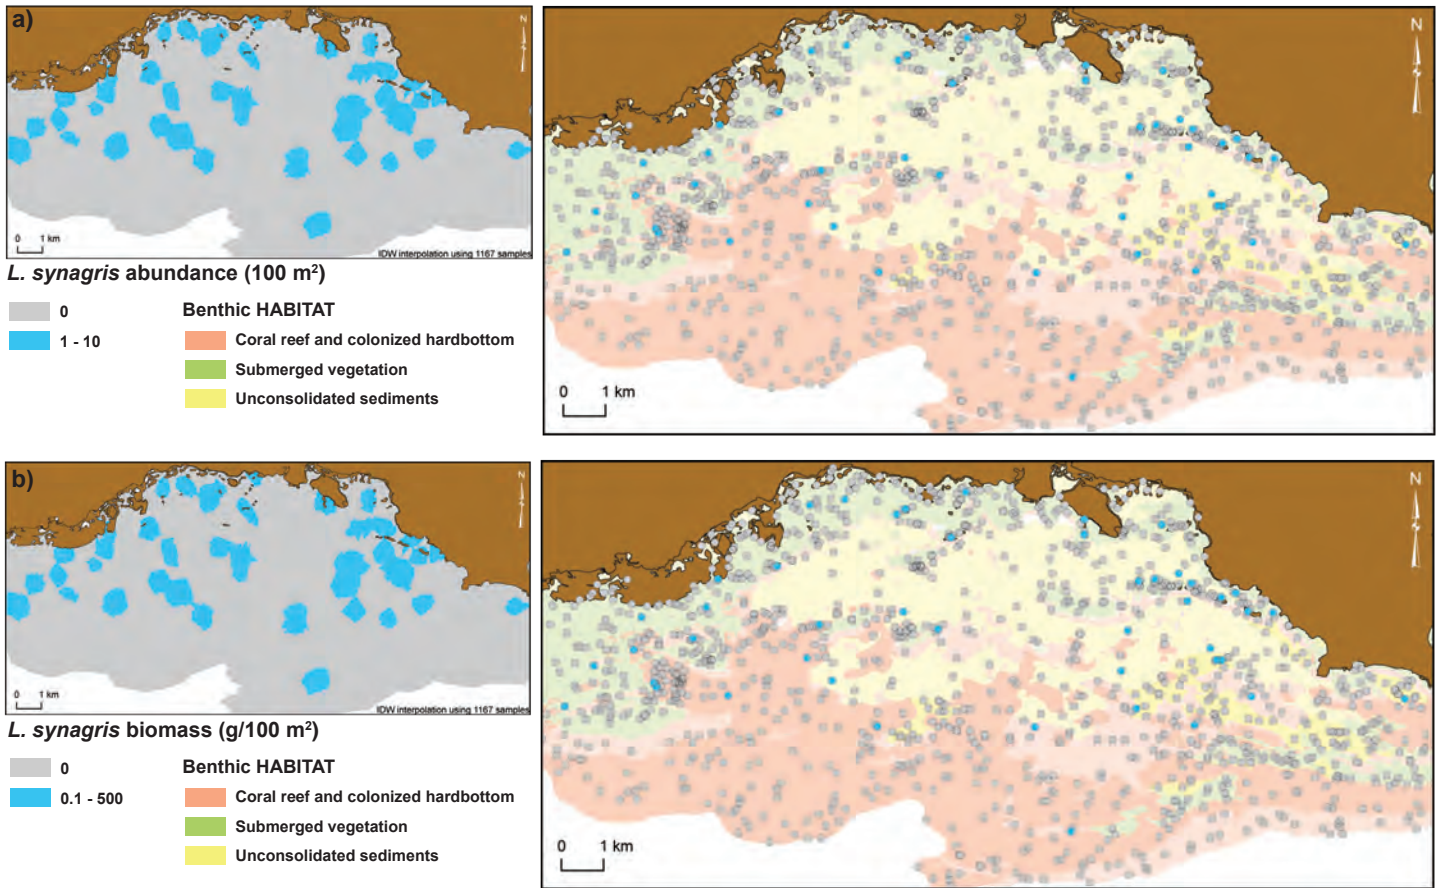 a)
N
0 1 km
IDW interpolation using 1167 samples
N
0 1 km
L. synagris abundance (100 m²)
0
1 - 10
Benthic HABITAT
Coral reef and colonized hardbottom
Submerged vegetation
Unconsolidated sediments
b)
N
0 1 km
IDW interpolation using 1167 samples
N
0 1 km
L. synagris biomass (g/100 m²)
0
0.1 - 500
Benthic HABITAT
Coral reef and colonized hardbottom
Submerged vegetation
Unconsolidated sediments